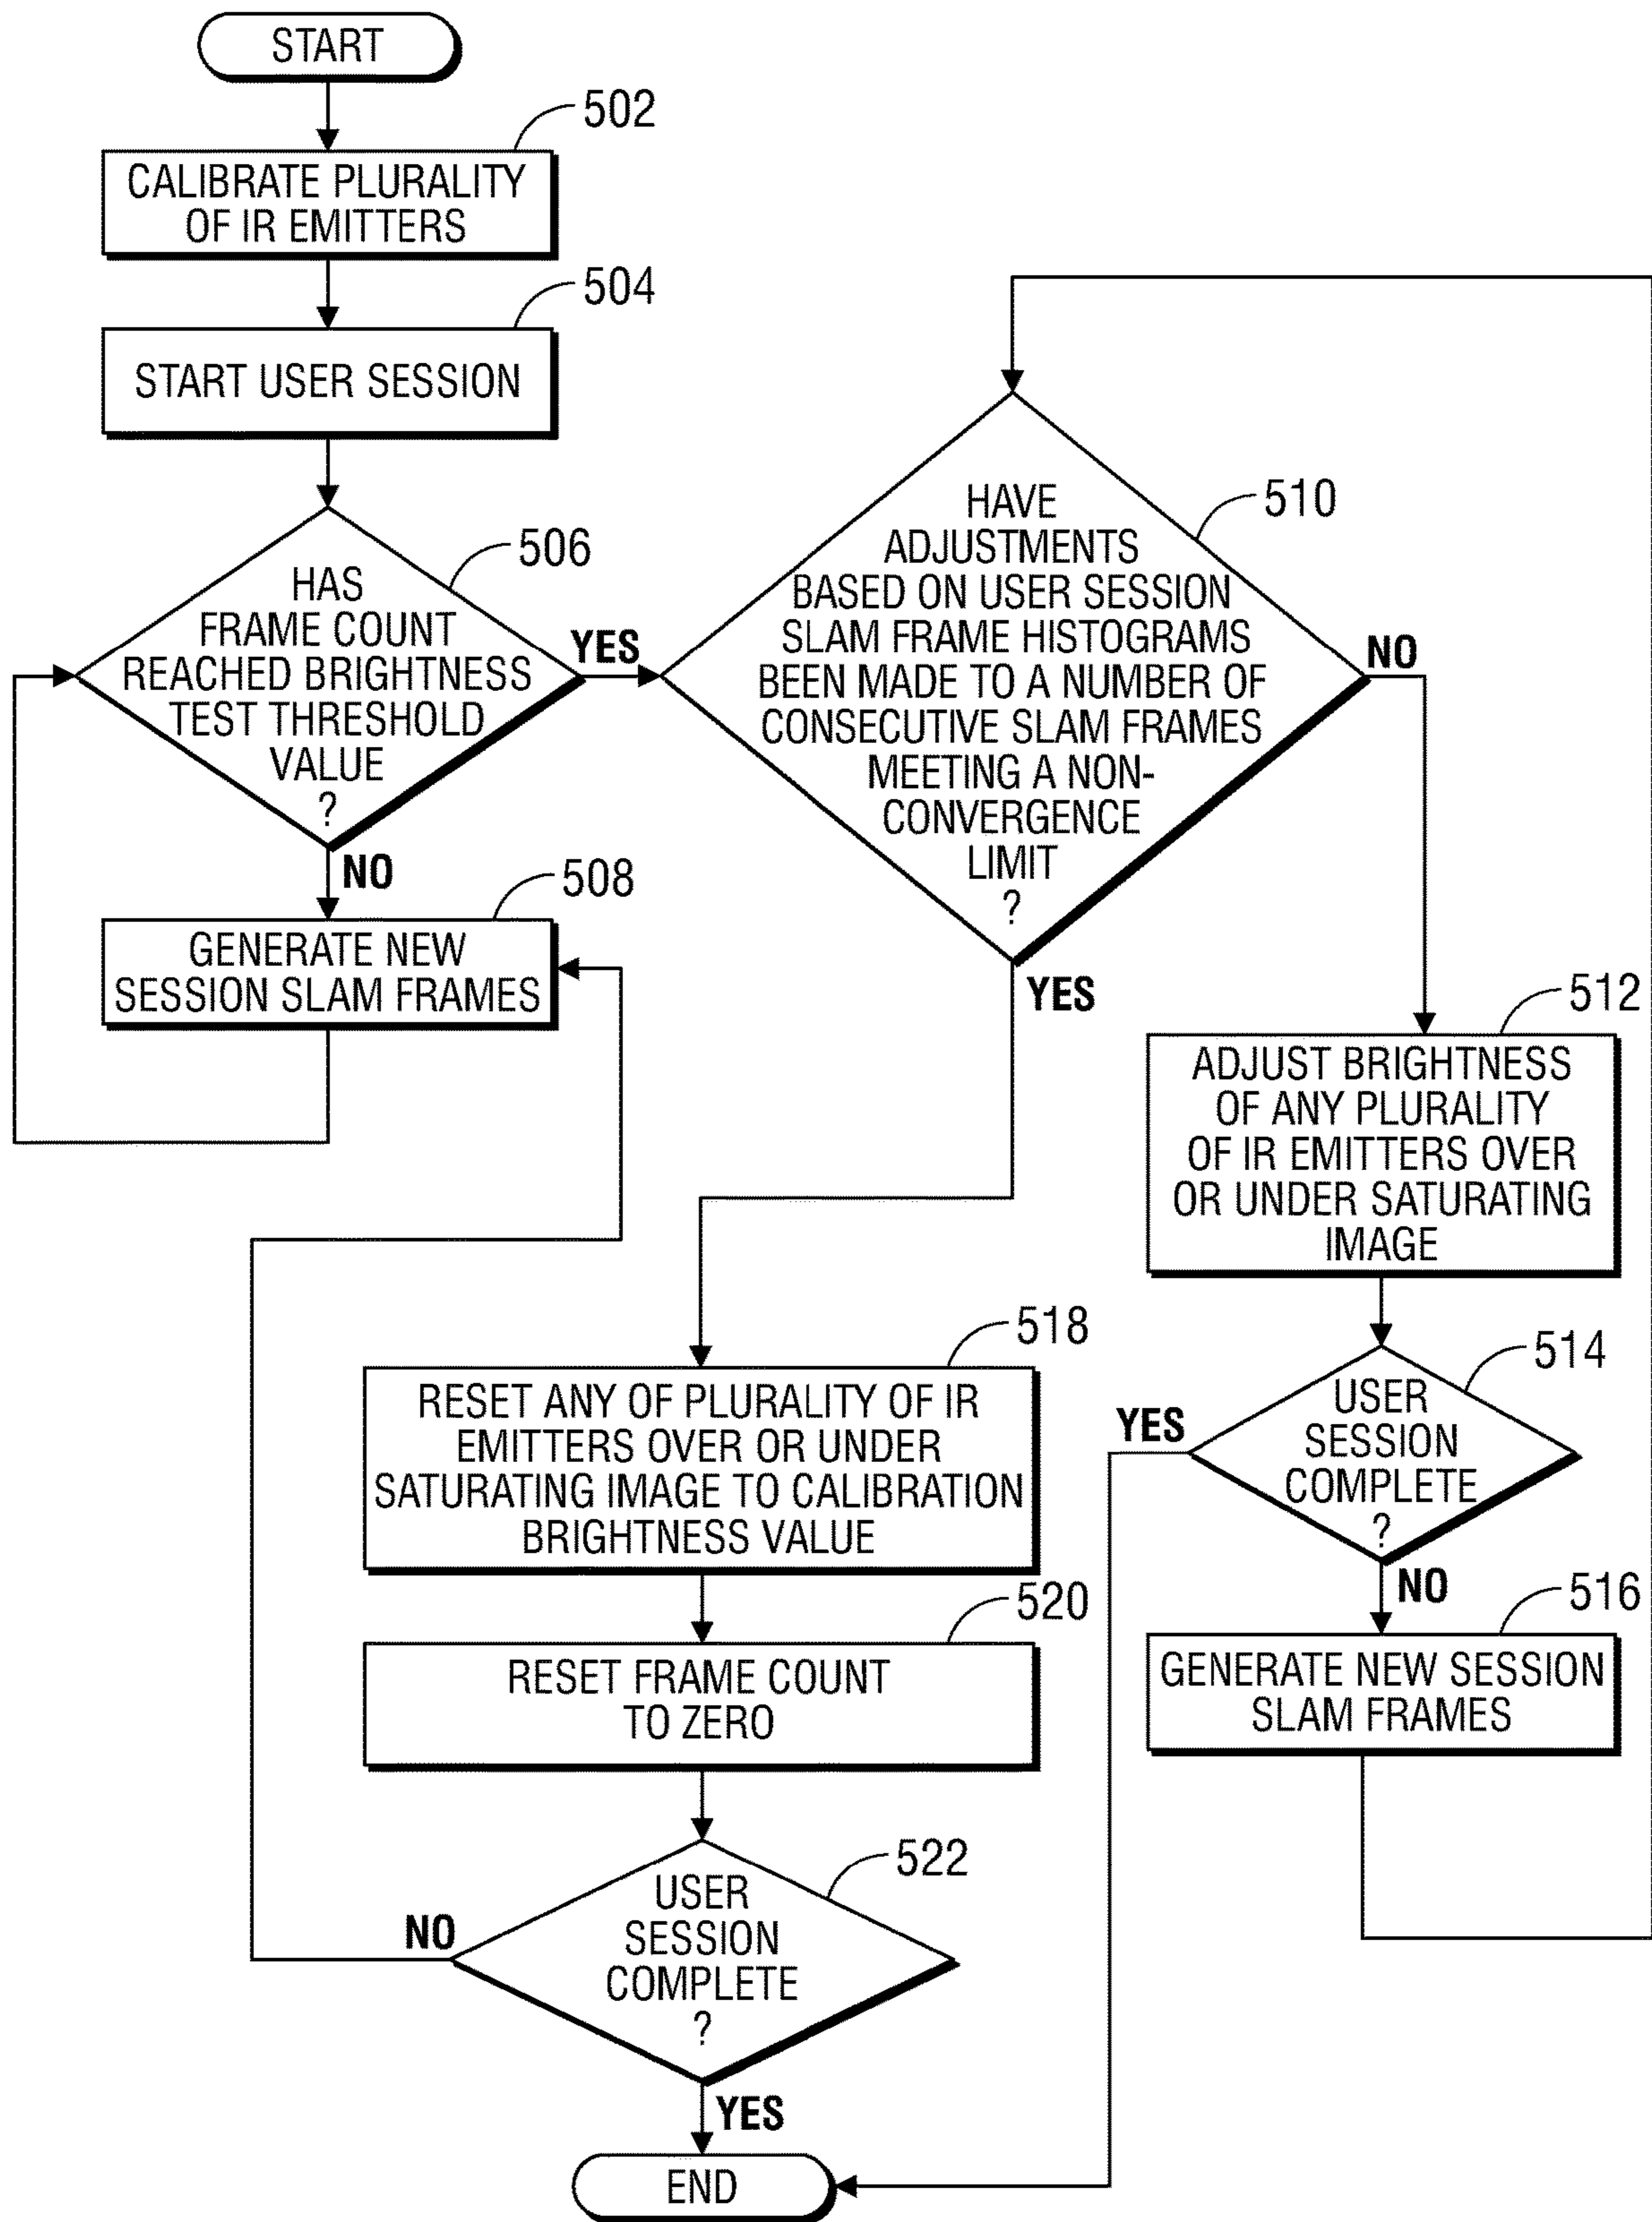 START
502
CALIBRATE PLURALITY
OF IR EMITTERS
504
START USER SESSION
506
HAS
FRAME COUNT
REACHED BRIGHTNESS
TEST THRESHOLD
VALUE
?
YES
NO
508
GENERATE NEW
SESSION SLAM FRAMES
510
HAVE
ADJUSTMENTS
BASED ON USER SESSION
SLAM FRAME HISTOGRAMS
BEEN MADE TO A NUMBER OF
CONSECUTIVE SLAM FRAMES
MEETING A NON-
CONVERGENCE
LIMIT
?
NO
YES
512
ADJUST BRIGHTNESS
OF ANY PLURALITY
OF IR EMITTERS OVER
OR UNDER SATURATING
IMAGE
514
USER
SESSION
COMPLETE
?
YES
NO
516
GENERATE NEW SESSION
SLAM FRAMES
518
RESET ANY OF PLURALITY OF IR
EMITTERS OVER OR UNDER
SATURATING IMAGE TO CALIBRATION
BRIGHTNESS VALUE
520
RESET FRAME COUNT
TO ZERO
522
USER
SESSION
COMPLETE
?
NO
YES
END